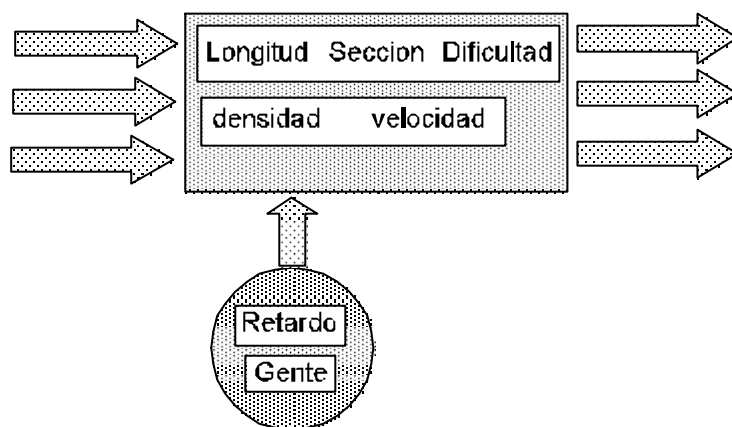 Longitud Seccion Dificultad
densidad velocidad
Retardo
Gente